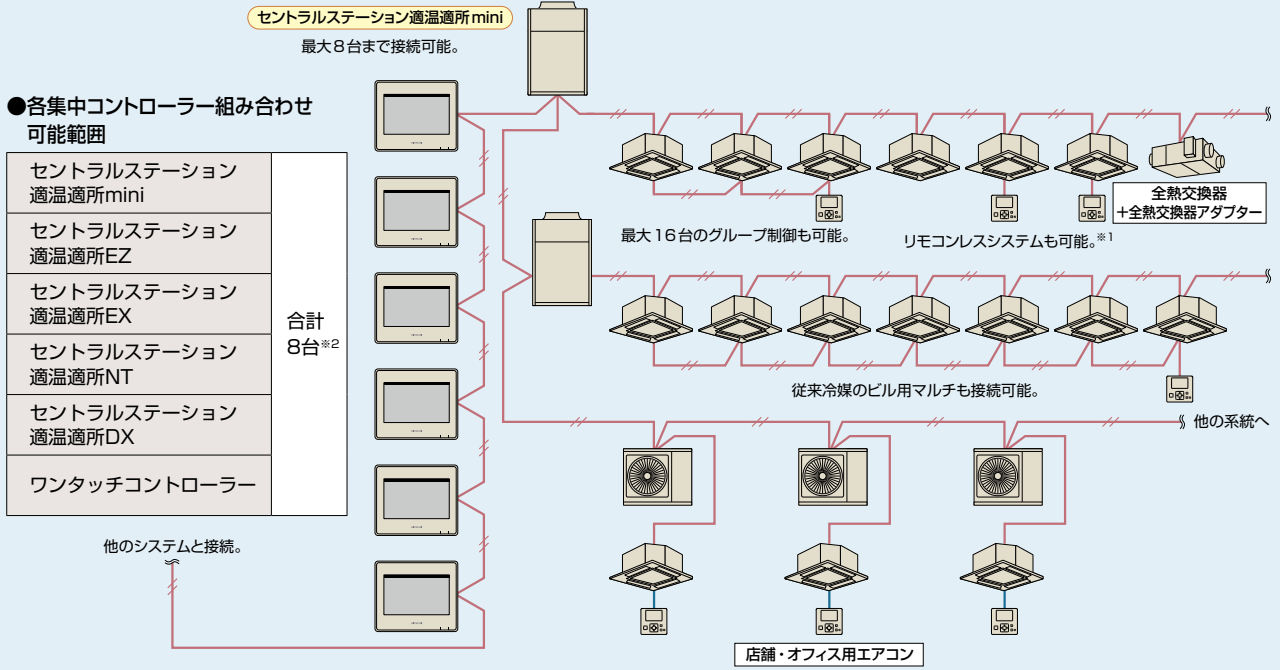 セントラルステーション適温適所mini
最大8台まで接続可能。
●各集中コントローラー組み合わせ
可能範囲
セントラルステーション
適温適所mini
セントラルステーション
適温適所EZ
セントラルステーション
適温適所EX
セントラルステーション
適温適所NT
セントラルステーション
適温適所DX
ワンタッチコントローラー
合計
8台※2
他のシステムと接続。
最大16台のグループ制御も可能。
リモコンレスシステムも可能。※1
全熱交換器
+全熱交換器アダプター
従来冷媒のビル用マルチも接続可能。
他の系統へ
店舗・オフィス用エアコン